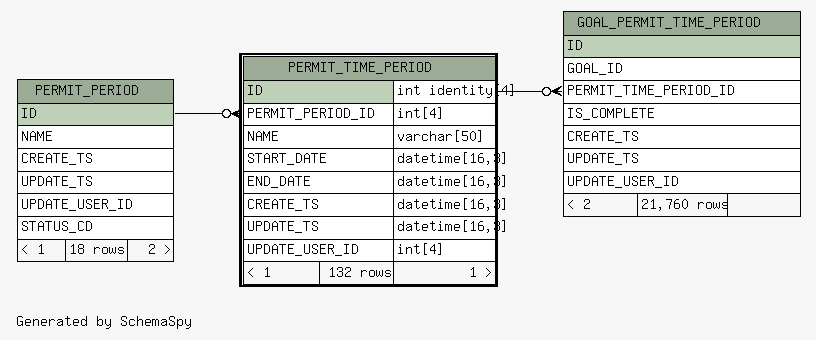 PERMIT_PERIOD
ID
NAME
CREATE_TS
UPDATE_TS
UPDATE_USER_ID
STATUS_CD
< 1 18 rows 2 >
PERMIT_TIME_PERIOD
ID int identity[4]
PERMIT_PERIOD_ID int[4]
NAME varchar[50]
START_DATE datetime[16,3]
END_DATE datetime[16,3]
CREATE_TS datetime[16,3]
UPDATE_TS datetime[16,3]
UPDATE_USER_ID int[4]
< 1 132 rows 1 >
GOAL_PERMIT_TIME_PERIOD
ID
GOAL_ID
PERMIT_TIME_PERIOD_ID
IS_COMPLETE
CREATE_TS
UPDATE_TS
UPDATE_USER_ID
< 2 21,760 rows
Generated by SchemaSpy